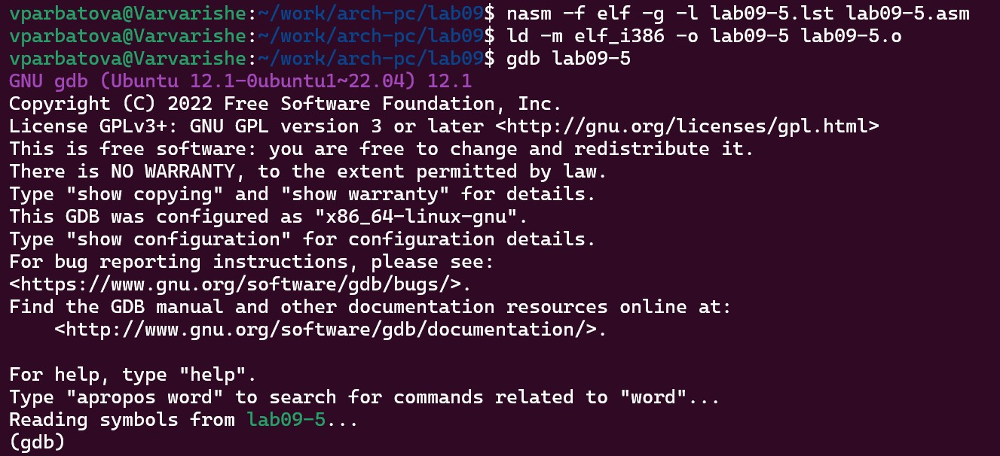 vparbatova@Varvarishe:~/work/arch-pc/lab09$ nasm -f elf -g -l lab09-5.lst lab09-5.asm
vparbatova@Varvarishe:~/work/arch-pc/lab09$ ld -m elf_i386 -o lab09-5 lab09-5.o
vparbatova@Varvarishe:~/work/arch-pc/lab09$ gdb lab09-5
GNU gdb (Ubuntu 12.1-0ubuntu1~22.04) 12.1
Copyright (C) 2022 Free Software Foundation, Inc.
License GPLv3+: GNU GPL version 3 or later <http://gnu.org/licenses/gpl.html>
This is free software: you are free to change and redistribute it.
There is NO WARRANTY, to the extent permitted by law.
Type "show copying" and "show warranty" for details.
This GDB was configured as "x86_64-linux-gnu".
Type "show configuration" for configuration details.
For bug reporting instructions, please see:
<https://www.gnu.org/software/gdb/bugs/>.
Find the GDB manual and other documentation resources online at:
    <http://www.gnu.org/software/gdb/documentation/>.

For help, type "help".
Type "apropos word" to search for commands related to "word"...
Reading symbols from lab09-5...
(gdb)